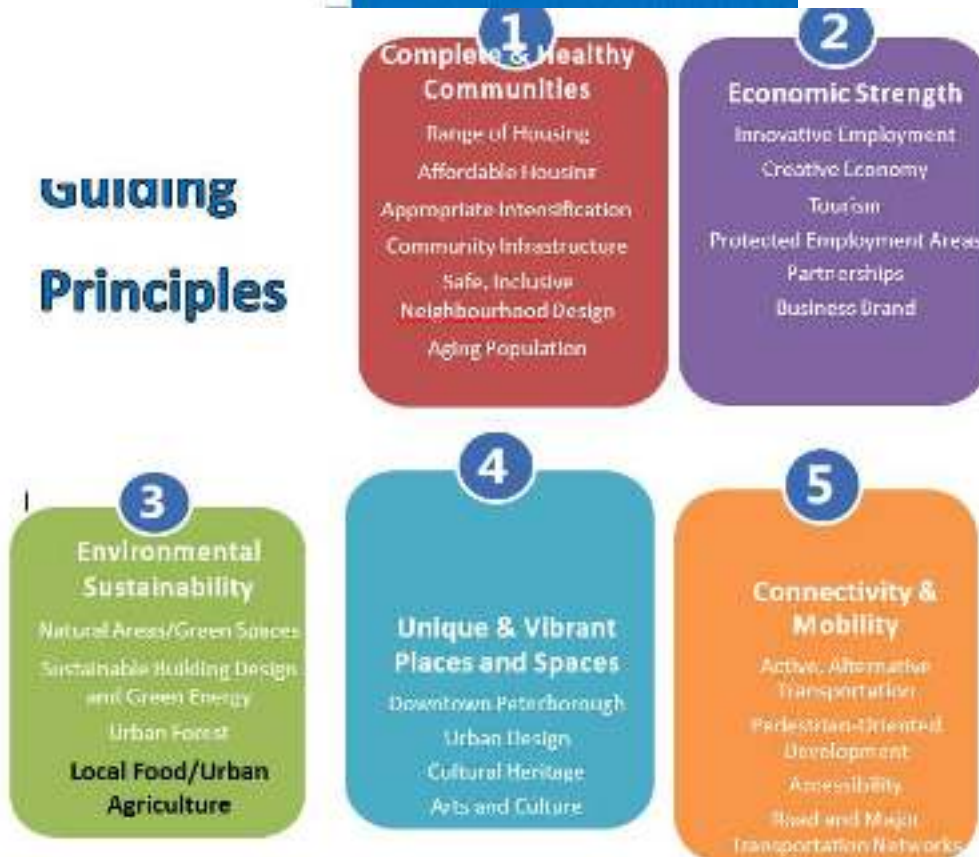 Guiding
Principles
1
Complete & Healthy
Communities
Range of Housing
Affordable Housing
Appropriate Intensification
Community Infrastructure
Safe, Inclusive
Neighbourhood Design
Aging Population
2
Economic Strength
Innovative Employment
Creative Economy
Tourism
Protected Employment Areas
Partnerships
Business Brand
3
Environmental
Sustainability
Natural Areas/Green Spaces
Sustainable Building Design
and Green Energy
Urban Forest
Local Food/Urban
Agriculture
4
Unique & Vibrant
Places and Spaces
Downtown Peterborough
Urban Design
Cultural Heritage
Arts and Culture
5
Connectivity &
Mobility
Active, Alternative
Transportation
Pedestrian-Oriented
Development
Accessibility
Road and Major
Transportation Networks